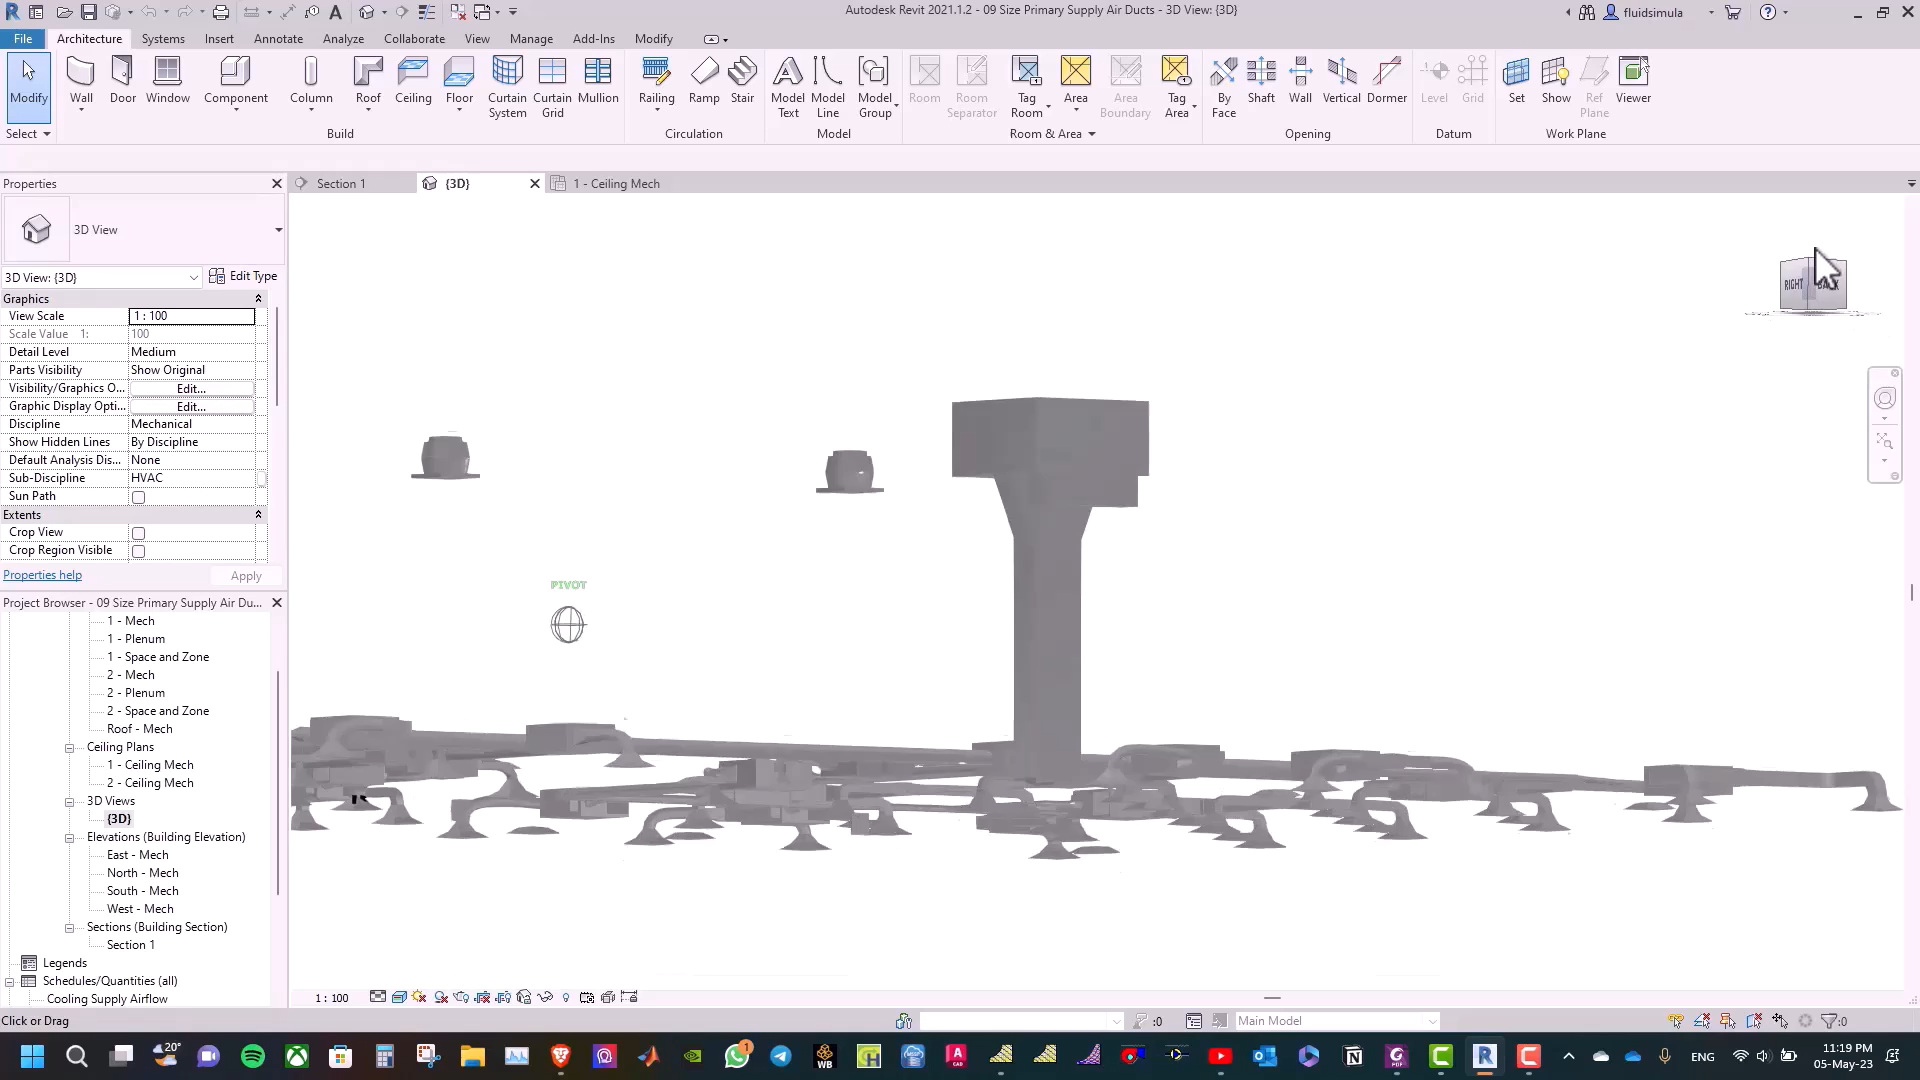 Autodesk Revit 2021.1.2 - 09 Size Primary Supply Air Ducts - 3D View: {3D}
fluidsimula
File Architecture Systems Insert Annotate Analyze Collaborate View Manage Add-Ins Modify
Modify Wall Door Window Component Column Roof Ceiling Floor Curtain System Curtain Grid Mullion Railing Ramp Stair Model Text Model Line Model Group Room Room Separator Tag Room Area Area Boundary Tag Area By Face Shaft Wall Vertical Dormer Level Grid Set Show Ref Plane Viewer
Select Build Circulation Model Room & Area Opening Datum Work Plane
Properties
Section 1 {3D} 1 - Ceiling Mech
3D View
3D View: {3D} Edit Type
Graphics
View Scale 1 : 100
Scale Value 1: 100
Detail Level Medium
Parts Visibility Show Original
Visibility/Graphics O... Edit...
Graphic Display Opti... Edit...
Discipline Mechanical
Show Hidden Lines By Discipline
Default Analysis Dis... None
Sub-Discipline HVAC
Sun Path
Extents
Crop View
Crop Region Visible
Properties help Apply
RIGHT BACK
PIVOT
Project Browser - 09 Size Primary Supply Air Du...
1 - Mech
1 - Plenum
1 - Space and Zone
2 - Mech
2 - Plenum
2 - Space and Zone
Roof - Mech
Ceiling Plans
1 - Ceiling Mech
2 - Ceiling Mech
3D Views
{3D}
Elevations (Building Elevation)
East - Mech
North - Mech
South - Mech
West - Mech
Sections (Building Section)
Section 1
Legends
Schedules/Quantities (all)
Cooling Supply Airflow
1 : 100
Click or Drag :0 Main Model :0
20° 1 WB ENG 11:19 PM
05-May-23